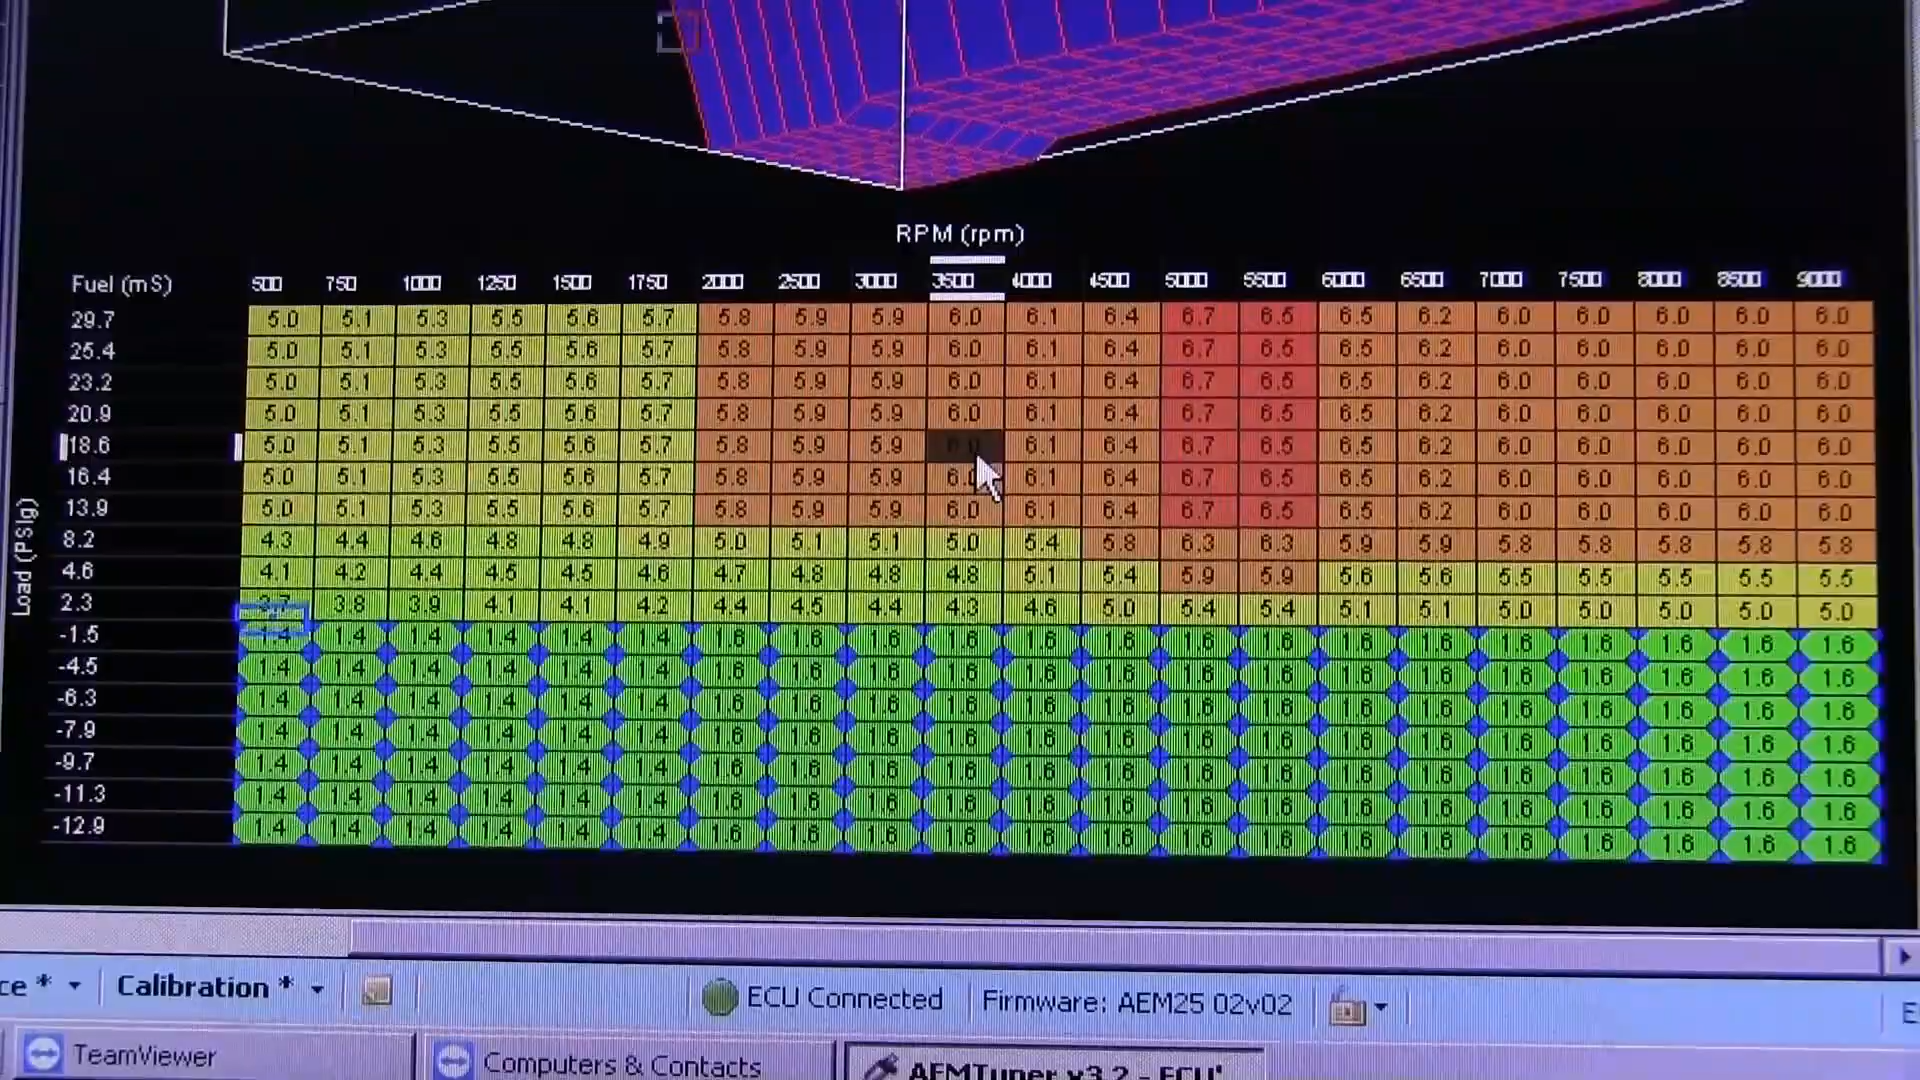 RPM (rpm)
Fuel (mS) 500 750 1000 1250 1500 1750 2000 2500 3000 3500 4000 4500 5000 5500 6000 6500 7000 7500 8000 8500 9000
29.7 5.0 5.1 5.3 5.5 5.6 5.7 5.8 5.9 5.9 6.0 6.1 6.4 6.7 6.5 6.5 6.2 6.0 6.0 6.0 6.0 6.0
25.4 5.0 5.1 5.3 5.5 5.6 5.7 5.8 5.9 5.9 6.0 6.1 6.4 6.7 6.5 6.5 6.2 6.0 6.0 6.0 6.0 6.0
23.2 5.0 5.1 5.3 5.5 5.6 5.7 5.8 5.9 5.9 6.0 6.1 6.4 6.7 6.5 6.5 6.2 6.0 6.0 6.0 6.0 6.0
20.9 5.0 5.1 5.3 5.5 5.6 5.7 5.8 5.9 5.9 6.0 6.1 6.4 6.7 6.5 6.5 6.2 6.0 6.0 6.0 6.0 6.0
18.6 5.0 5.1 5.3 5.5 5.6 5.7 5.8 5.9 5.9 6.0 6.1 6.4 6.7 6.5 6.5 6.2 6.0 6.0 6.0 6.0 6.0
16.4 5.0 5.1 5.3 5.5 5.6 5.7 5.8 5.9 5.9 6.0 6.1 6.4 6.7 6.5 6.5 6.2 6.0 6.0 6.0 6.0 6.0
13.9 5.0 5.1 5.3 5.5 5.6 5.7 5.8 5.9 5.9 6.0 6.1 6.4 6.7 6.5 6.5 6.2 6.0 6.0 6.0 6.0 6.0
8.2 4.3 4.4 4.6 4.8 4.8 4.9 5.0 5.1 5.1 5.0 5.4 5.8 6.3 6.3 5.9 5.9 5.8 5.8 5.8 5.8 5.8
4.6 4.1 4.2 4.4 4.5 4.5 4.6 4.7 4.8 4.8 4.8 5.1 5.4 5.9 5.9 5.6 5.6 5.5 5.5 5.5 5.5 5.5
2.3 3.8 3.9 4.1 4.1 4.2 4.4 4.5 4.4 4.3 4.6 5.0 5.4 5.4 5.1 5.1 5.0 5.0 5.0 5.0 5.0
-1.5 1.4 1.4 1.4 1.4 1.4 1.4 1.6 1.6 1.6 1.6 1.6 1.6 1.6 1.6 1.6 1.6 1.6 1.6 1.6 1.6 1.6
-4.5 1.4 1.4 1.4 1.4 1.4 1.4 1.6 1.6 1.6 1.6 1.6 1.6 1.6 1.6 1.6 1.6 1.6 1.6 1.6 1.6 1.6
-6.3 1.4 1.4 1.4 1.4 1.4 1.4 1.6 1.6 1.6 1.6 1.6 1.6 1.6 1.6 1.6 1.6 1.6 1.6 1.6 1.6 1.6
-7.9 1.4 1.4 1.4 1.4 1.4 1.4 1.6 1.6 1.6 1.6 1.6 1.6 1.6 1.6 1.6 1.6 1.6 1.6 1.6 1.6 1.6
-9.7 1.4 1.4 1.4 1.4 1.4 1.4 1.6 1.6 1.6 1.6 1.6 1.6 1.6 1.6 1.6 1.6 1.6 1.6 1.6 1.6 1.6
-11.3 1.4 1.4 1.4 1.4 1.4 1.4 1.6 1.6 1.6 1.6 1.6 1.6 1.6 1.6 1.6 1.6 1.6 1.6 1.6 1.6 1.6
-12.9 1.4 1.4 1.4 1.4 1.4 1.4 1.6 1.6 1.6 1.6 1.6 1.6 1.6 1.6 1.6 1.6 1.6 1.6 1.6 1.6 1.6
Load (PSIg)
ce * Calibration * ECU Connected Firmware: AEM25 02v02 E
TeamViewer Computers & Contacts AEMTuner v3.2 - ECU'